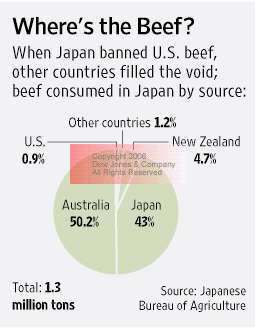 Where's the Beef?
When Japan banned U.S. beef,
other countries filled the void;
beef consumed in Japan by source:
Other countries 1.2%
U.S.
0.9%
New Zealand
4.7%
Copyright 2006
Dow Jones & Company
All Rights Reserved
Australia
50.2%
Japan
43%
Total: 1.3
million tons
Source: Japanese
Bureau of Agriculture